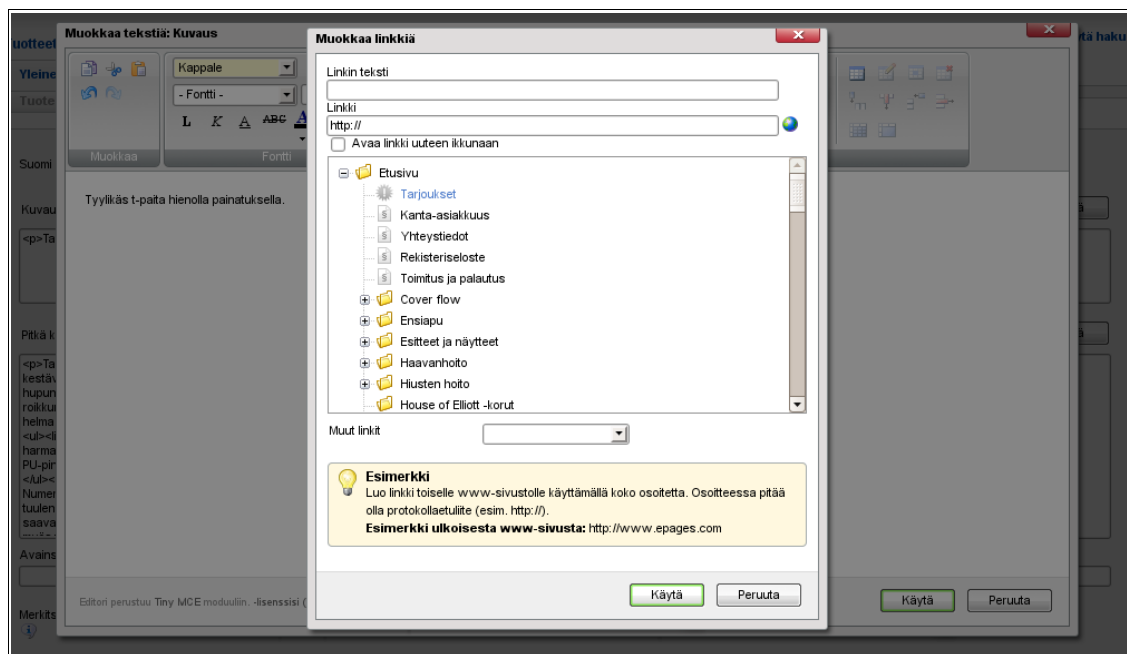 uotteet
Muokkaa tekstiä: Kuvaus
ytä haku
Yleine
Tuote
Kappale
- Fontti -
L K A ABC A
Muokkaa
Fontti
Suomi
Kuvau
<p>Ta
Tyylikäs t-paita hienolla painatuksella.
Pitkä k
<p>Ta
kestäv
hupun
roikku
helma
<ul><li
harma
PU-pir
</ul><
Numer
tuulen
saava
Avains
Merkits
Editori perustuu Tiny MCE moduuliin. -lisenssisi (
Käytä
Peruuta
Muokkaa linkkiä
Linkin teksti
Linkki
http://
Avaa linkki uuteen ikkunaan
Etusivu
Tarjoukset
Kanta-asiakkuus
Yhteystiedot
Rekisteriseloste
Toimitus ja palautus
Cover flow
Ensiapu
Esitteet ja näytteet
Haavanhoito
Hiusten hoito
House of Elliott -korut
Muut linkit
Esimerkki
Luo linkki toiselle www-sivustolle käyttämällä koko osoitetta. Osoitteessa pitää
olla protokollaetuliite (esim. http://).
Esimerkki ulkoisesta www-sivusta: http://www.epages.com
Käytä
Peruuta